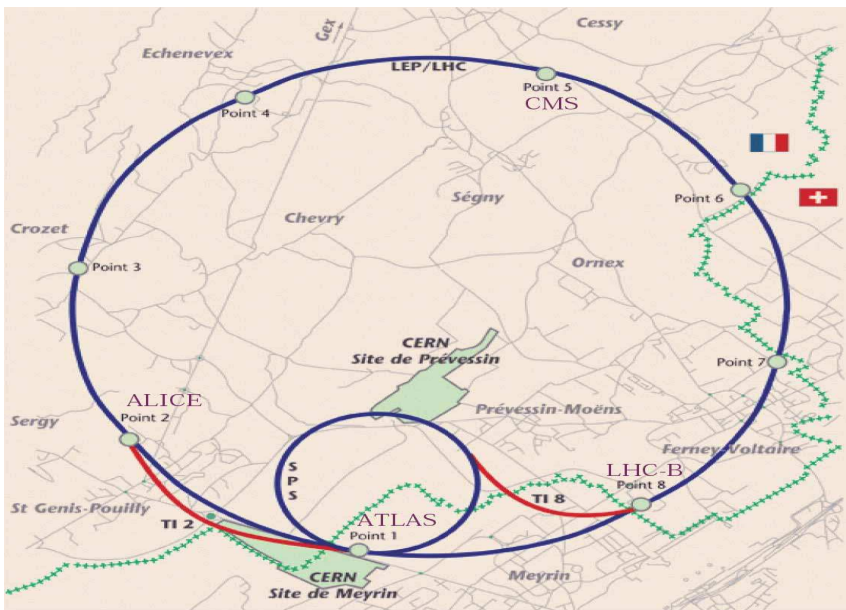 Cessy
Gex
Echenevex
LEP/LHC
Point 5
CMS
Point 4
Point 6
Ségny
Chevry
Crozet
Point 3
Ornex
CERN
Site de Prévessin
Point 7
ALICE
Point 2
Sergy
Prévessin-Moëns
Ferney-Voltaire
SPS
LHC-B
Point 8
TI 8
St Genis-Pouilly
TI 2
ATLAS
Point 1
CERN
Site de Meyrin
Meyrin